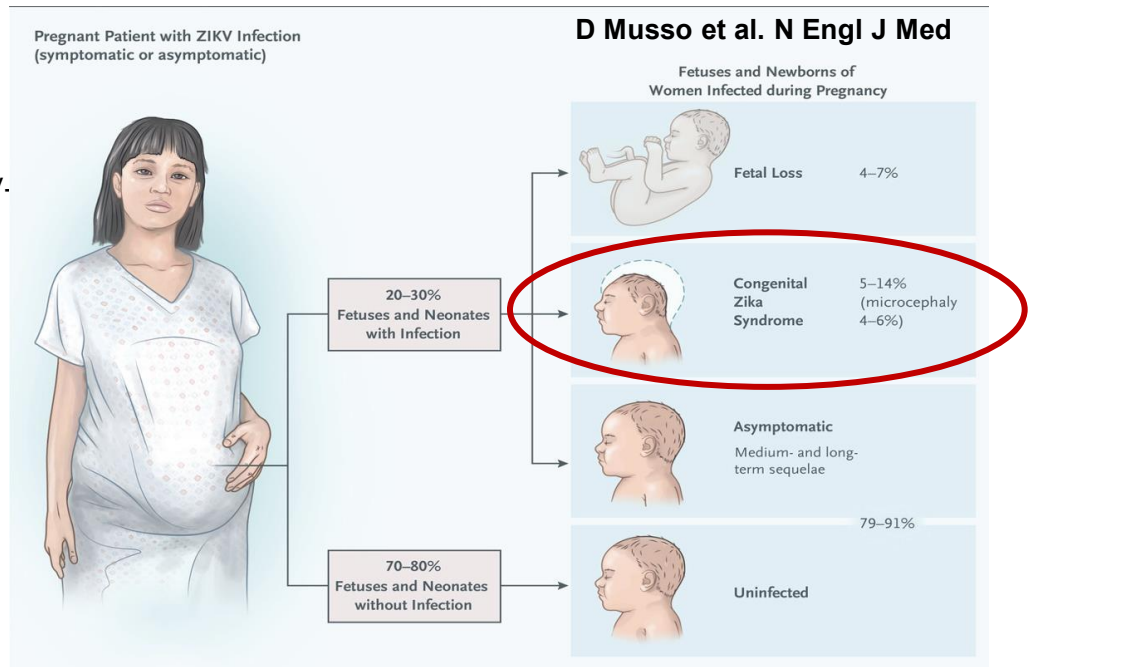 D Musso et al. N Engl J Med
Pregnant Patient with ZIKV Infection
(symptomatic or asymptomatic)
Fetuses and Newborns of
Women Infected during Pregnancy
Fetal Loss 4–7%
20–30%
Fetuses and Neonates
with Infection
Congenital 5–14%
Zika (microcephaly
Syndrome 4–6%)
Asymptomatic
Medium- and long-
term sequelae
79–91%
70–80%
Fetuses and Neonates
without Infection
Uninfected